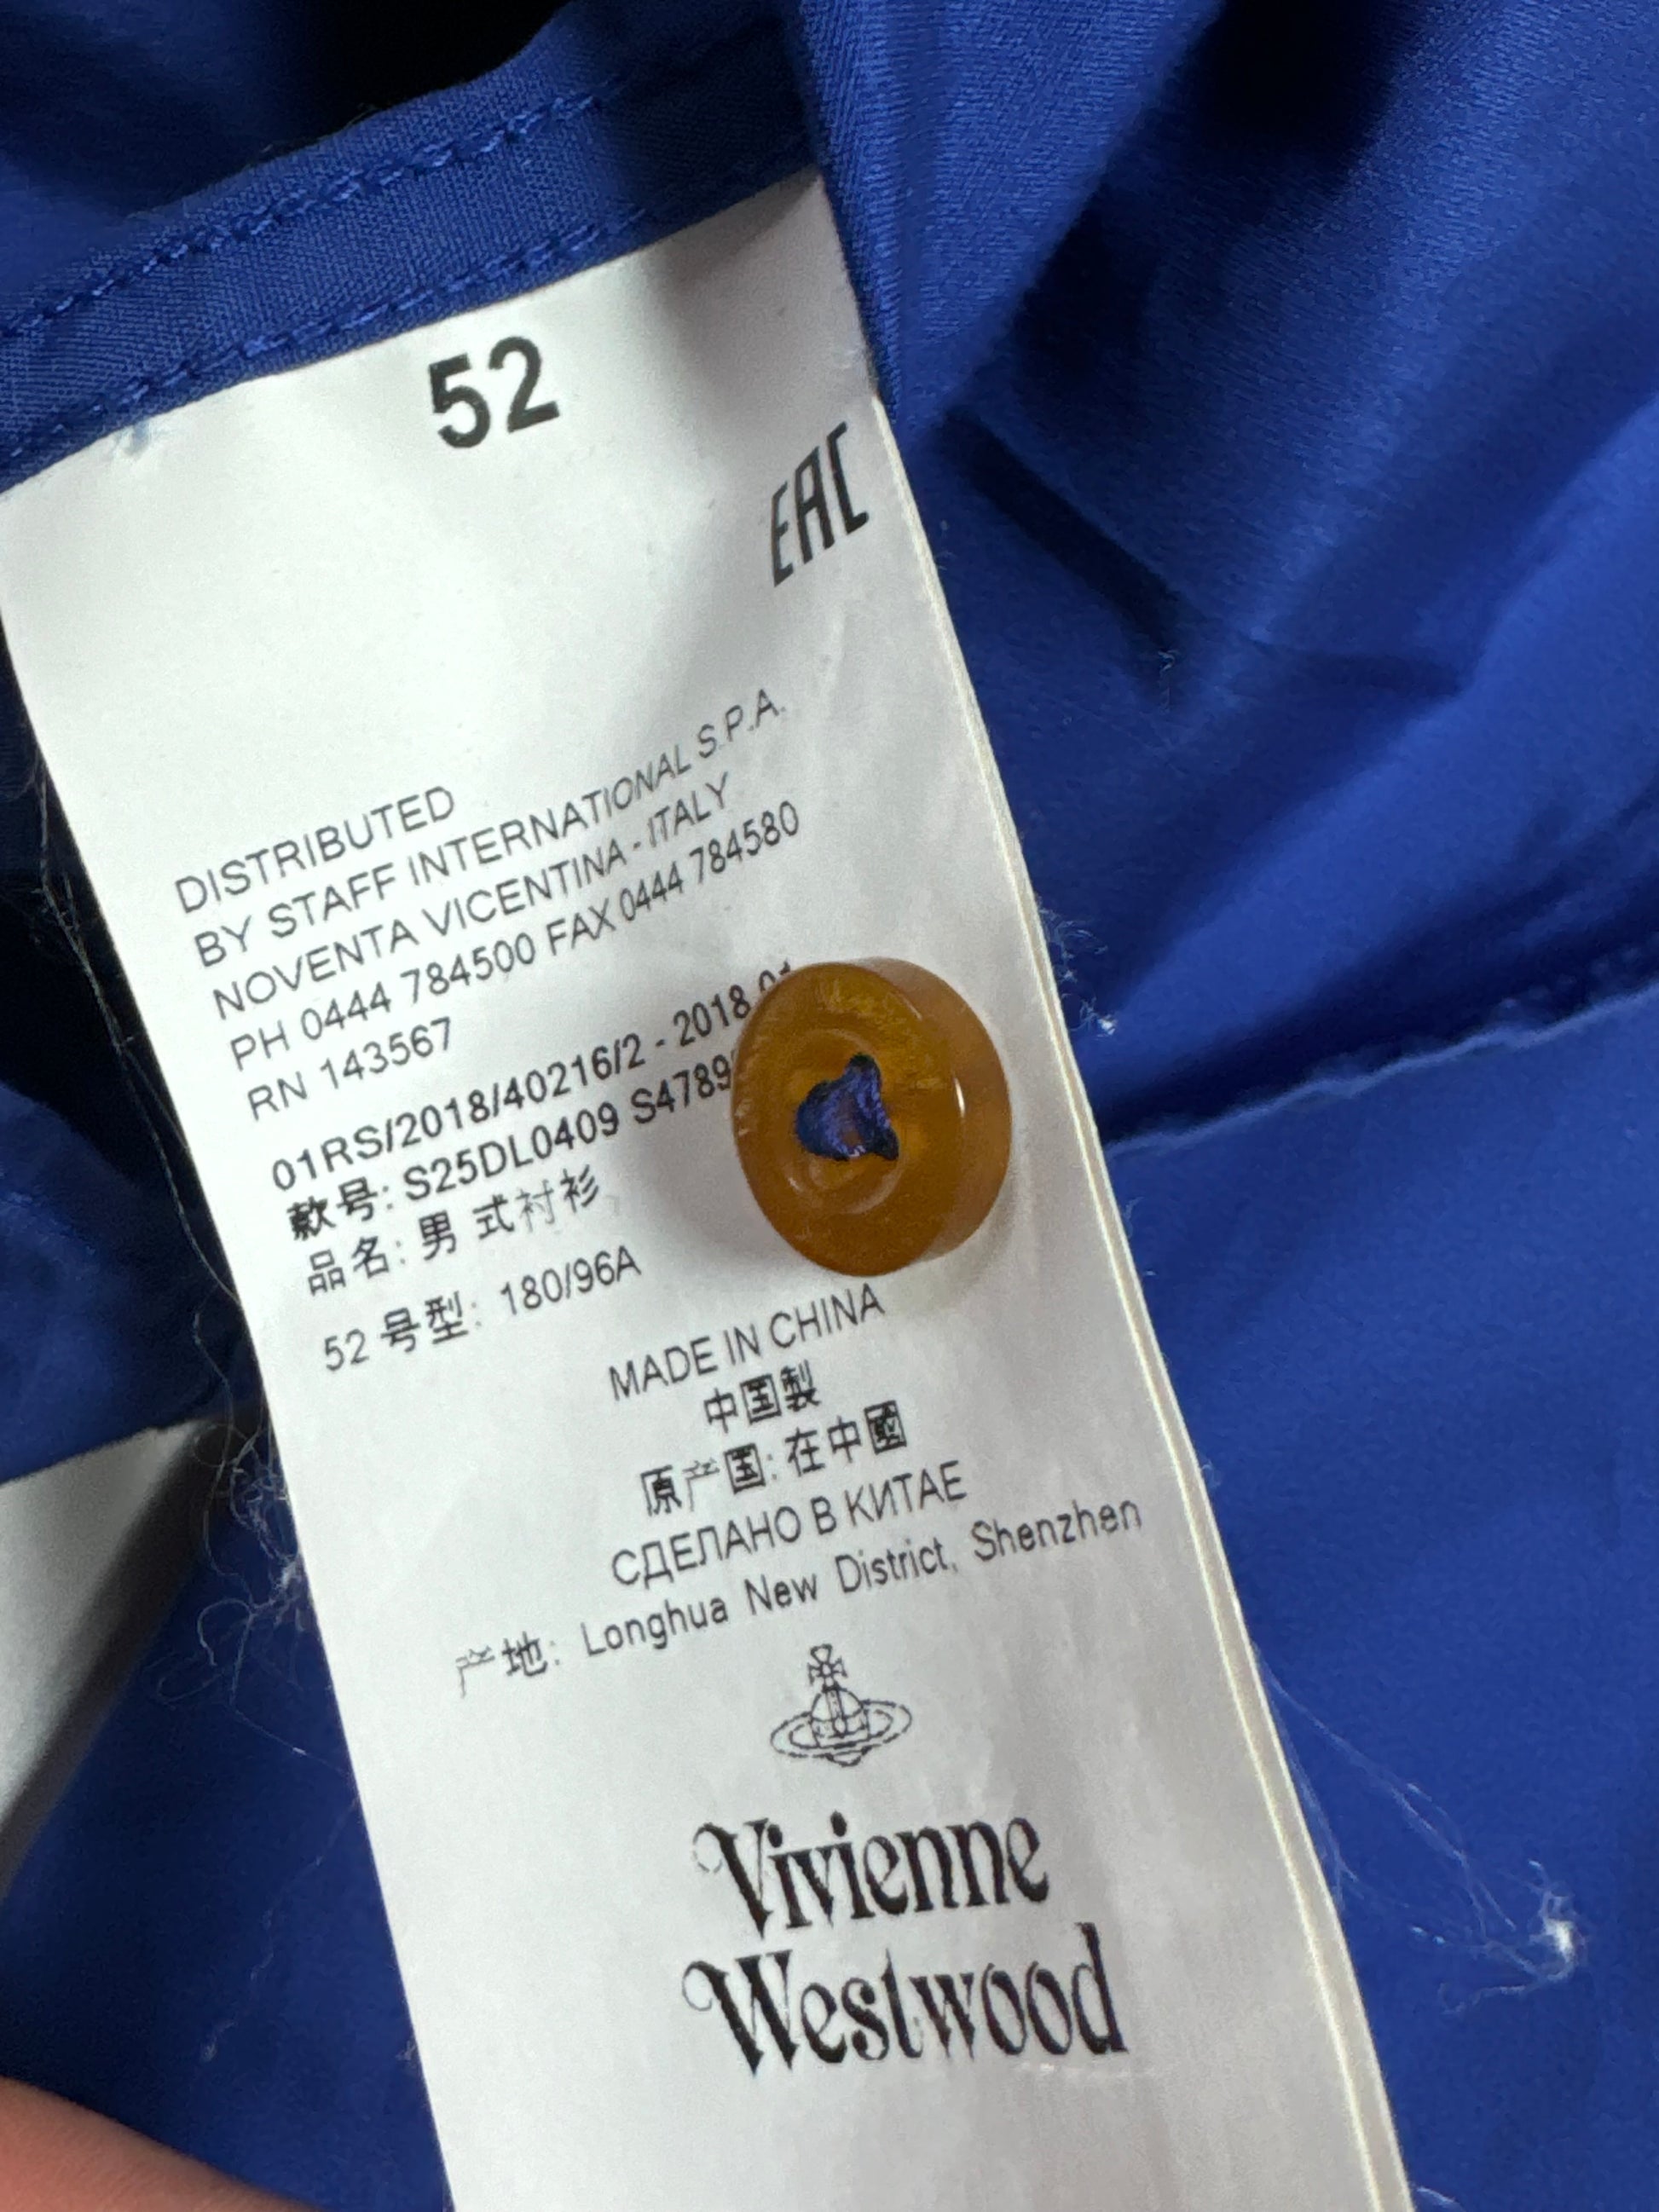 52
EAC
DISTRIBUTED
BY STAFF INTERNATIONAL S.P.A.
NOVENTA VICENTINA - ITALY
PH 0444 784500 FAX 0444 784580
RN 143567
01RS/2018/40216/2 - 2018
款号: S25DL0409
品名: 男 式衬衫
52 号型: 180/96A
MADE IN CHINA
中国製
原产国: 在中國
СДЕЛАНО В КИТАЕ
产地: Longhua New District, Shenzhen
Vivienne
Westwood